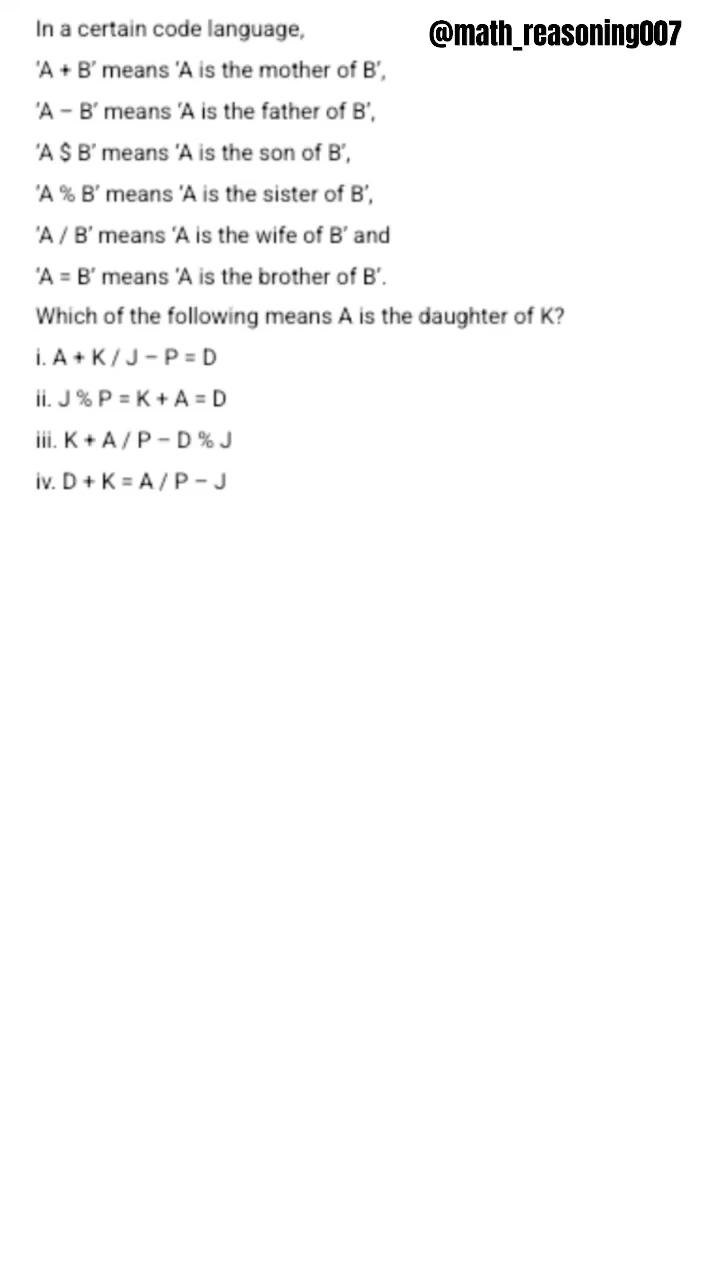 In a certain code language,
@math_reasoning007
'A + B' means 'A is the mother of B',
'A – B' means 'A is the father of B',
'A $ B' means 'A is the son of B',
'A % B' means 'A is the sister of B',
'A / B' means 'A is the wife of B' and
'A = B' means 'A is the brother of B'.
Which of the following means A is the daughter of K?
i. A + K / J – P = D
ii. J % P = K + A = D
iii. K + A / P – D % J
iv. D + K = A / P – J